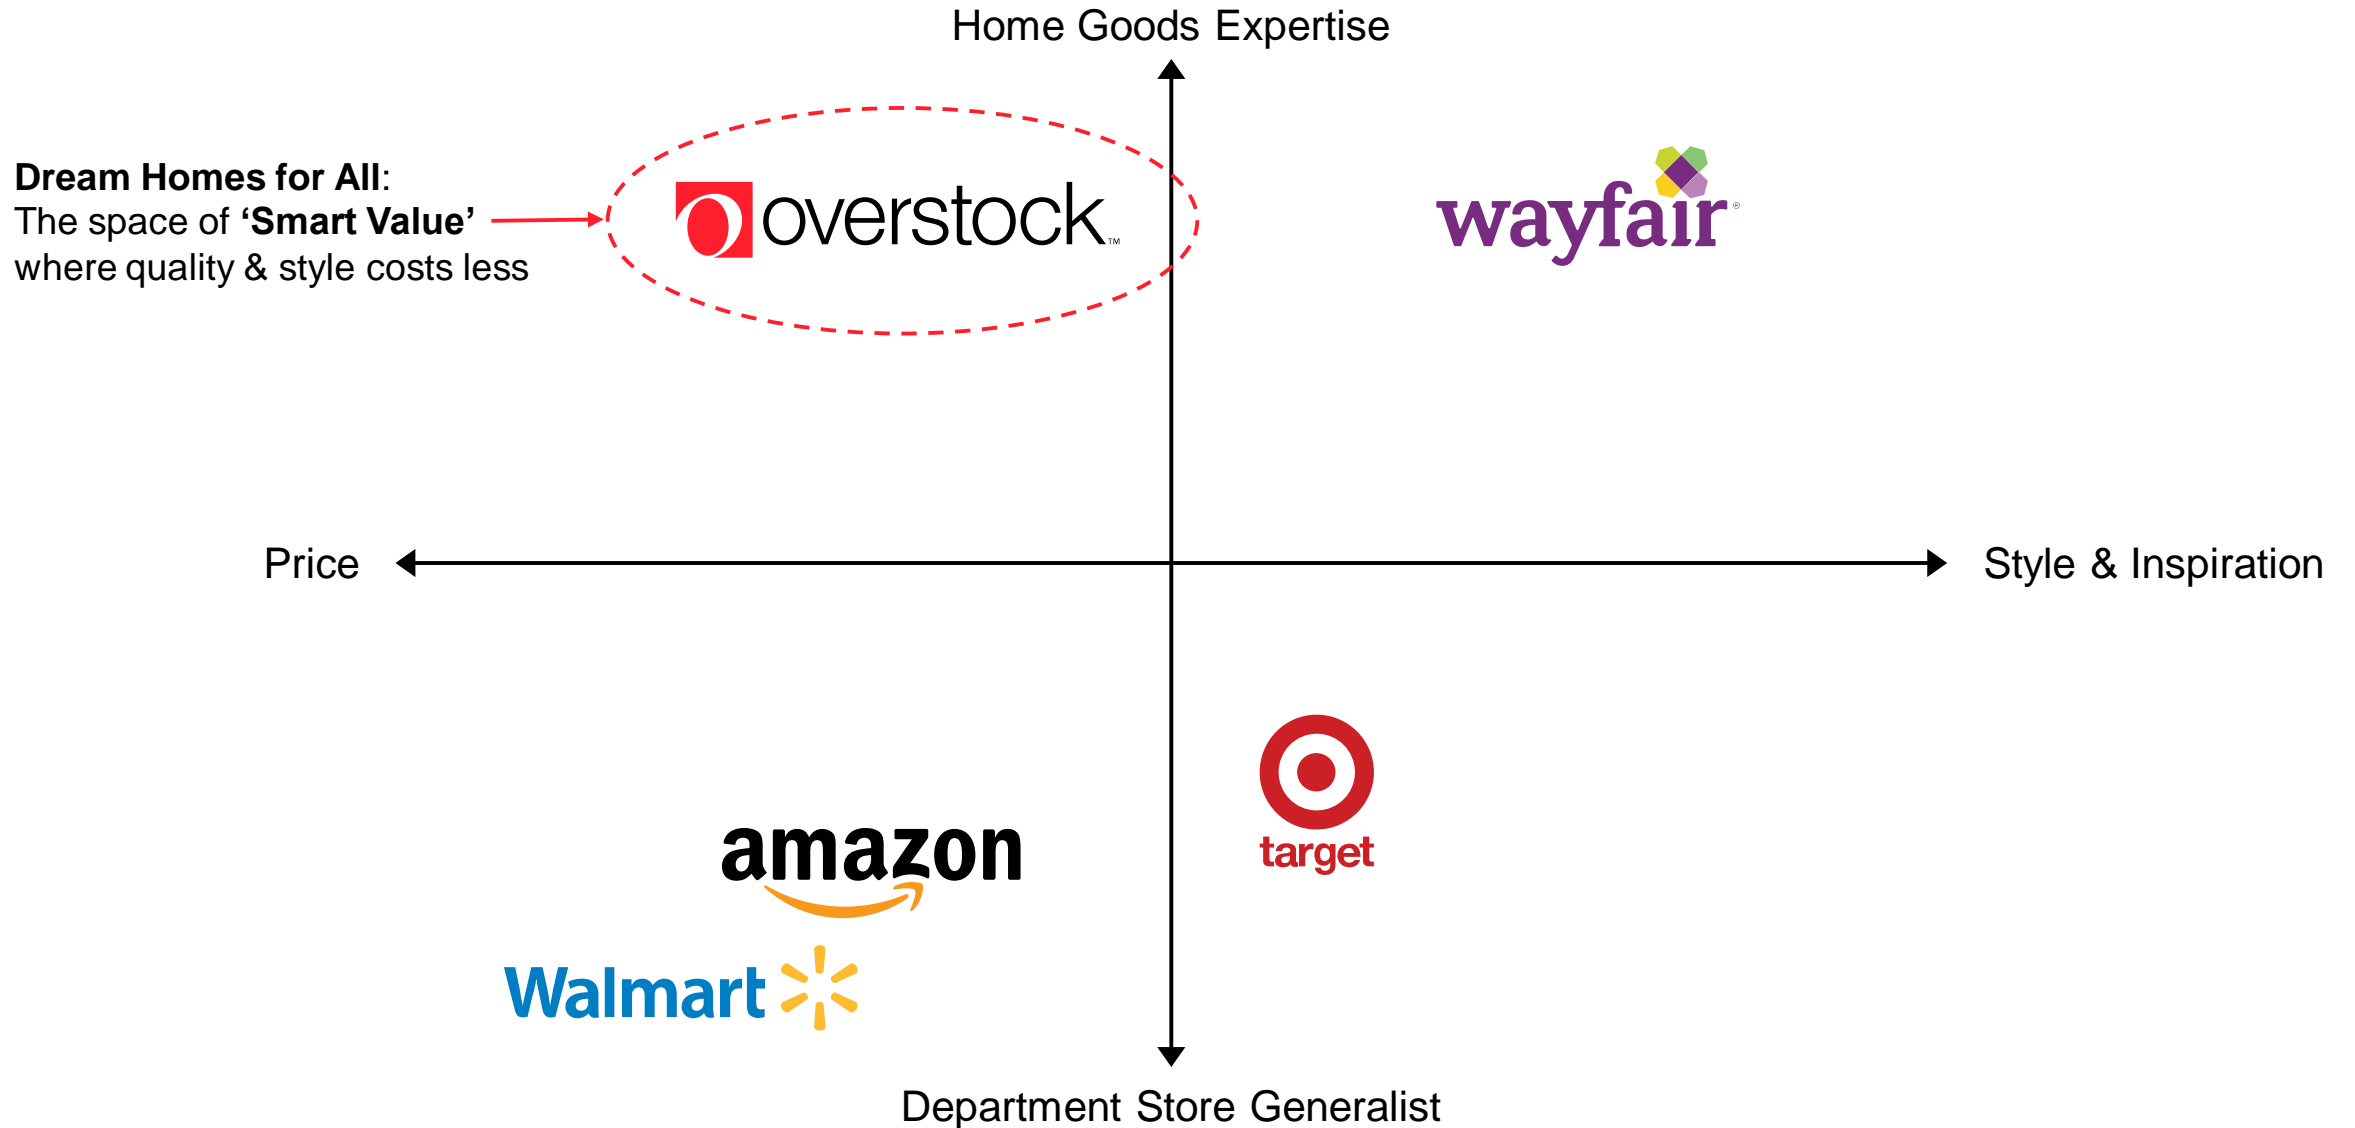 Home Goods Expertise
Dream Homes for All:
The space of ‘Smart Value’
where quality & style costs less
overstock™
wayfair®
Price
Style & Inspiration
target
amazon
Walmart
Department Store Generalist